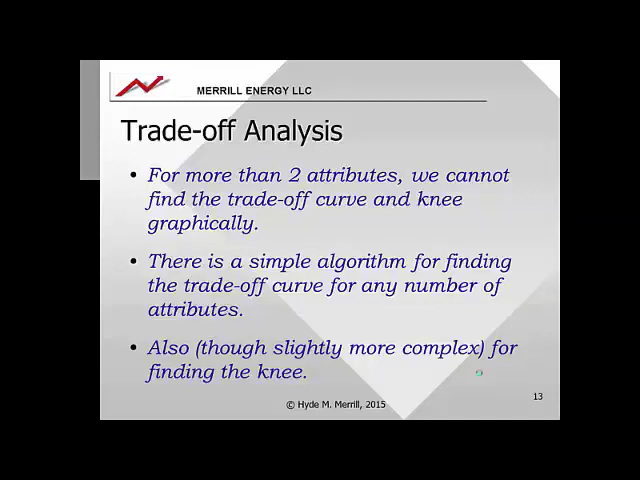 MERRILL ENERGY LLC
Trade-off Analysis
• For more than 2 attributes, we cannot
find the trade-off curve and knee
graphically.
• There is a simple algorithm for finding
the trade-off curve for any number of
attributes.
• Also (though slightly more complex) for
finding the knee.
© Hyde M. Merrill, 2015
13